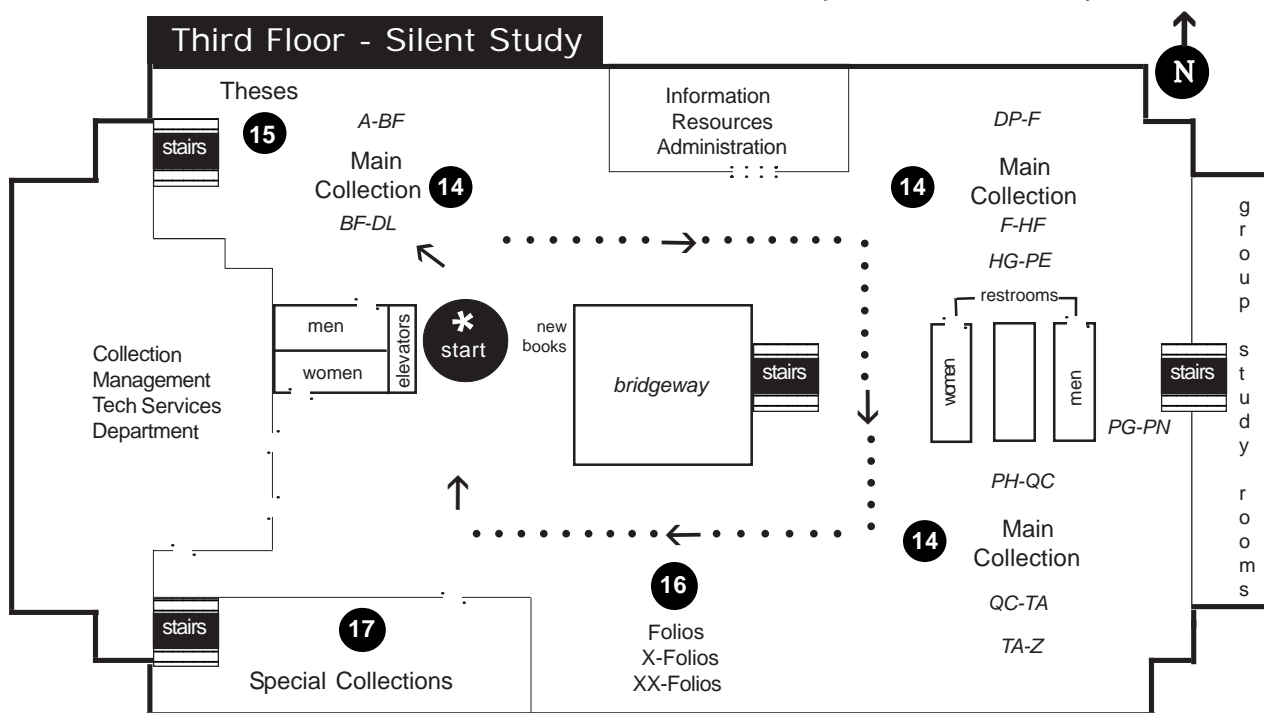 Third Floor - Silent Study
N
Theses
15
stairs
A-BF
Main
Collection
14
BF-DL
Information
Resources
Administration
DP-F
14
Main
Collection
F-HF
HG-PE
restrooms
women
men
stairs
PG-PN
group study rooms
men
women
elevators
*
start
new
books
bridgeway
stairs
Collection
Management
Tech Services
Department
PH-QC
14
Main
Collection
QC-TA
TA-Z
16
Folios
X-Folios
XX-Folios
stairs
17
Special Collections